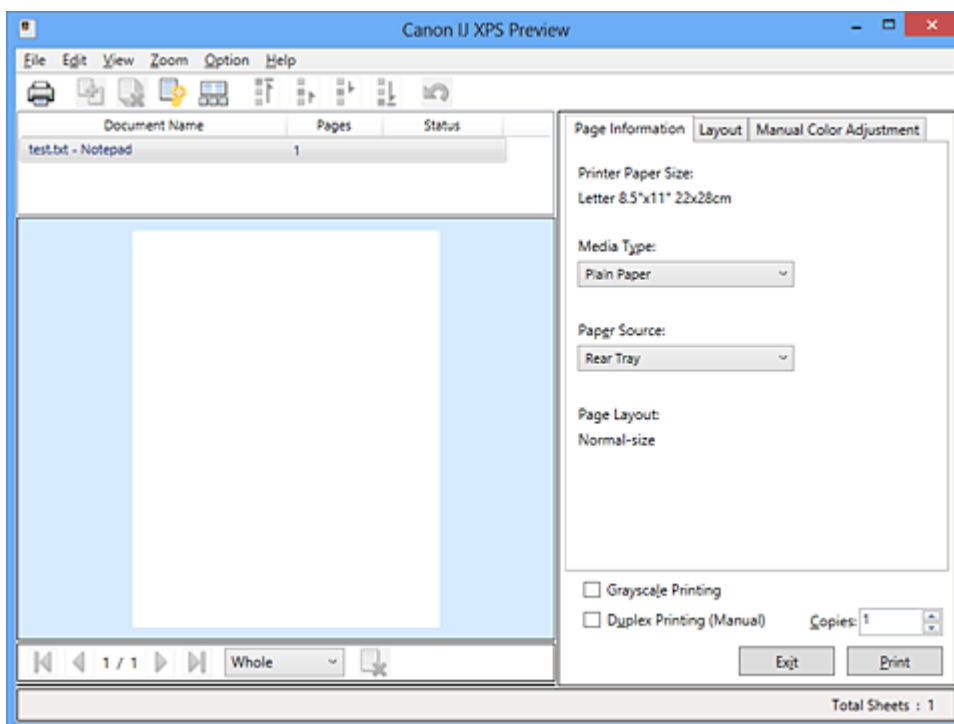 Canon IJ XPS Preview
File Edit View Zoom Option Help
Document Name Pages Status
test.txt - Notepad 1
Page Information Layout Manual Color Adjustment
Printer Paper Size:
Letter 8.5"x11" 22x28cm
Media Type:
Plain Paper
Paper Source:
Rear Tray
Page Layout:
Normal-size
Grayscale Printing
Duplex Printing (Manual) Copies: 1
1 / 1 Whole
Exit Print
Total Sheets : 1